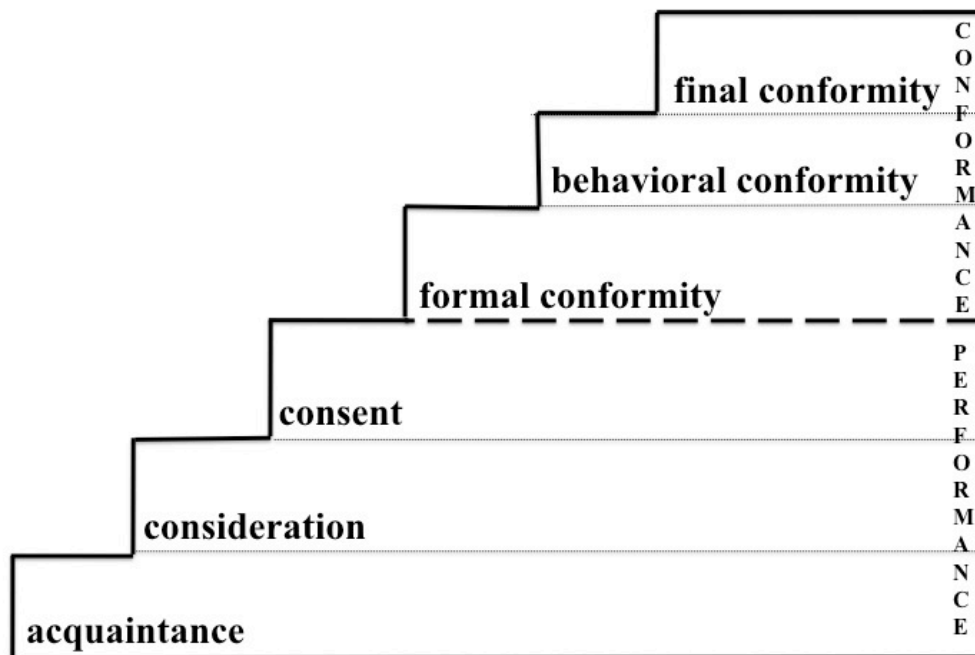 final conformity
behavioral conformity
formal conformity
consent
consideration
acquaintance
CONFORMANCE
PERFORMANCE